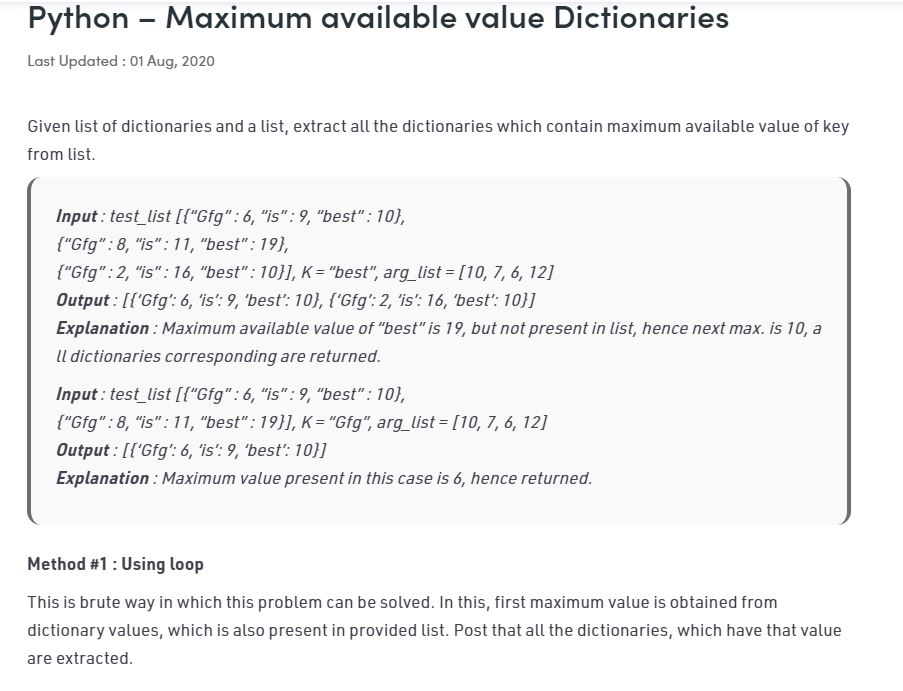 Python – Maximum available value Dictionaries
Last Updated : 01 Aug, 2020
Given list of dictionaries and a list, extract all the dictionaries which contain maximum available value of key
from list.
Input : test_list [{“Gfg” : 6, “is” : 9, “best” : 10},
{“Gfg” : 8, “is” : 11, “best” : 19},
{“Gfg” : 2, “is” : 16, “best” : 10}], K = “best”, arg_list = [10, 7, 6, 12]
Output : [{‘Gfg’: 6, ‘is’: 9, ‘best’: 10}, {‘Gfg’: 2, ‘is’: 16, ‘best’: 10}]
Explanation : Maximum available value of “best” is 19, but not present in list, hence next max. is 10, a
ll dictionaries corresponding are returned.
Input : test_list [{“Gfg” : 6, “is” : 9, “best” : 10},
{“Gfg” : 8, “is” : 11, “best” : 19}], K = “Gfg”, arg_list = [10, 7, 6, 12]
Output : [{‘Gfg’: 6, ‘is’: 9, ‘best’: 10}]
Explanation : Maximum value present in this case is 6, hence returned.
Method #1 : Using loop
This is brute way in which this problem can be solved. In this, first maximum value is obtained from
dictionary values, which is also present in provided list. Post that all the dictionaries, which have that value
are extracted.